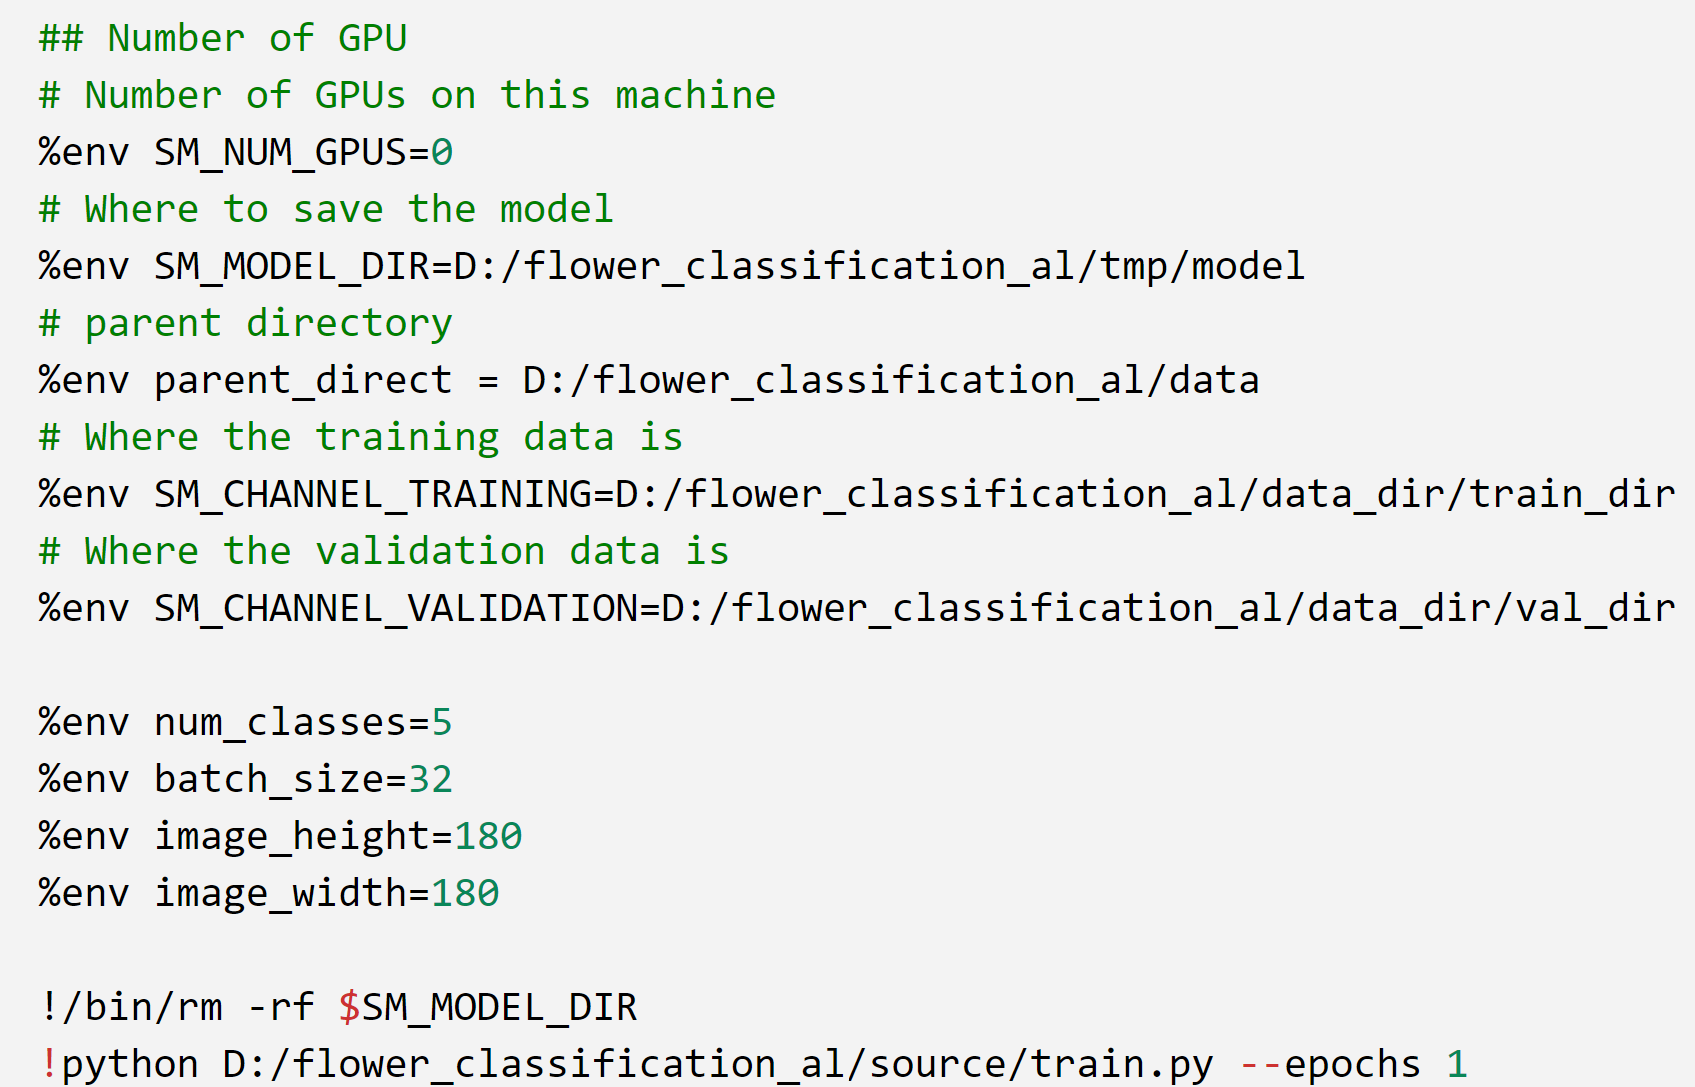 ## Number of GPU
# Number of GPUs on this machine
%env SM_NUM_GPUS=0
# Where to save the model
%env SM_MODEL_DIR=D:/flower_classification_al/tmp/model
# parent directory
%env parent_direct = D:/flower_classification_al/data
# Where the training data is
%env SM_CHANNEL_TRAINING=D:/flower_classification_al/data_dir/train_dir
# Where the validation data is
%env SM_CHANNEL_VALIDATION=D:/flower_classification_al/data_dir/val_dir
%env num_classes=5
%env batch_size=32
%env image_height=180
%env image_width=180
!/bin/rm -rf $SM_MODEL_DIR
!python D:/flower_classification_al/source/train.py --epochs 1